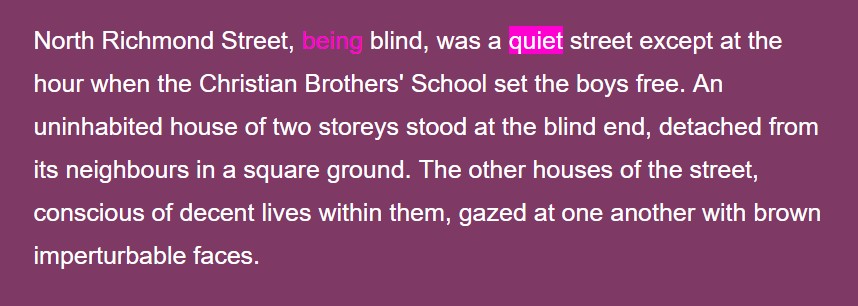 North Richmond Street, being blind, was a quiet street except at the
hour when the Christian Brothers' School set the boys free. An
uninhabited house of two storeys stood at the blind end, detached from
its neighbours in a square ground. The other houses of the street,
conscious of decent lives within them, gazed at one another with brown
imperturbable faces.